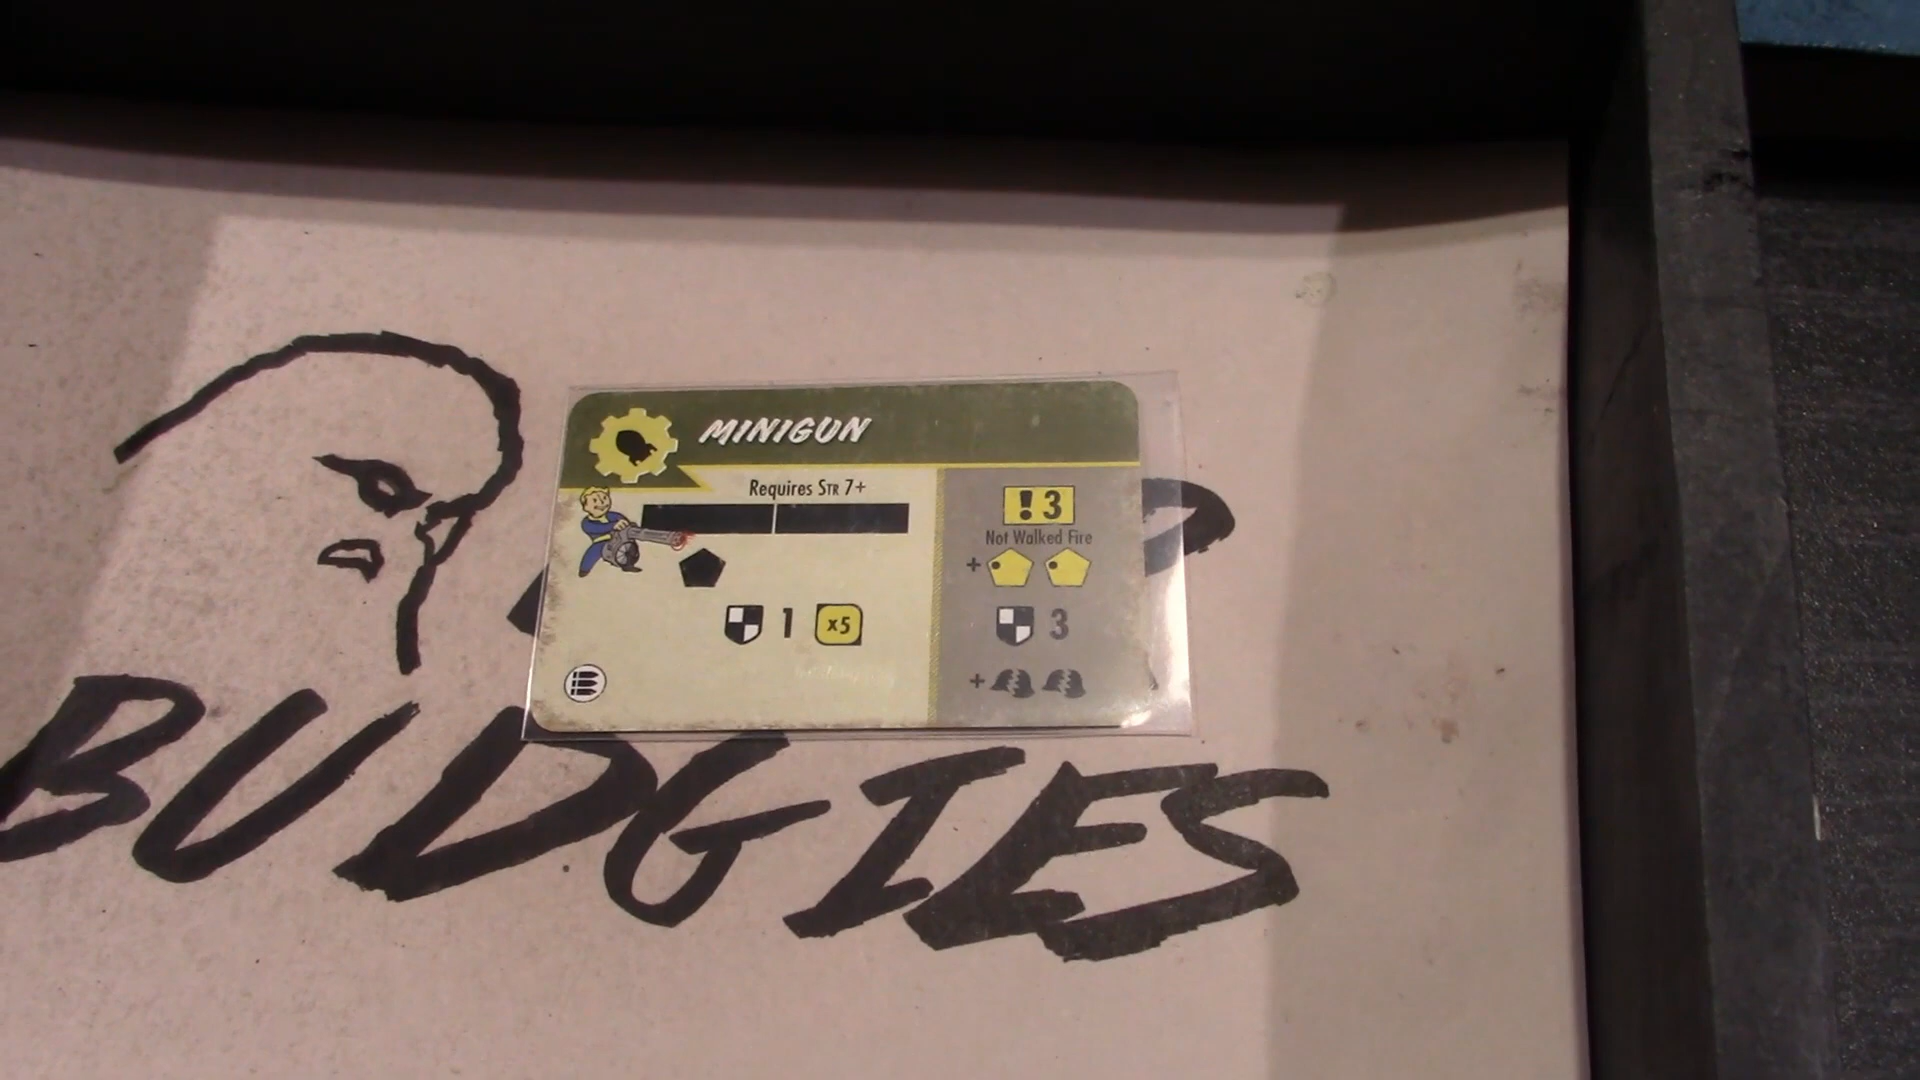 MINIGUN
Requires STR 7+
! 3
Not Walked Fire
+
1 x5
3
+
BUDGIES